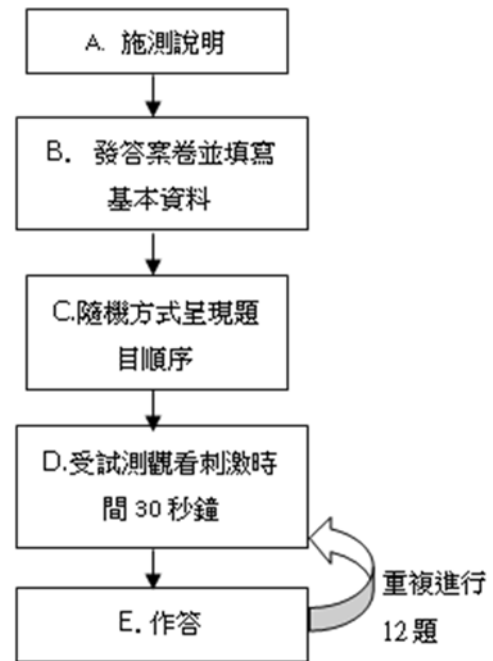 A. 施測說明
B. 發答案卷並填寫
基本資料
C.隨機方式呈現題
目順序
D.受試測觀看刺激時
間 30 秒鐘
E. 作答
重複進行
12 題